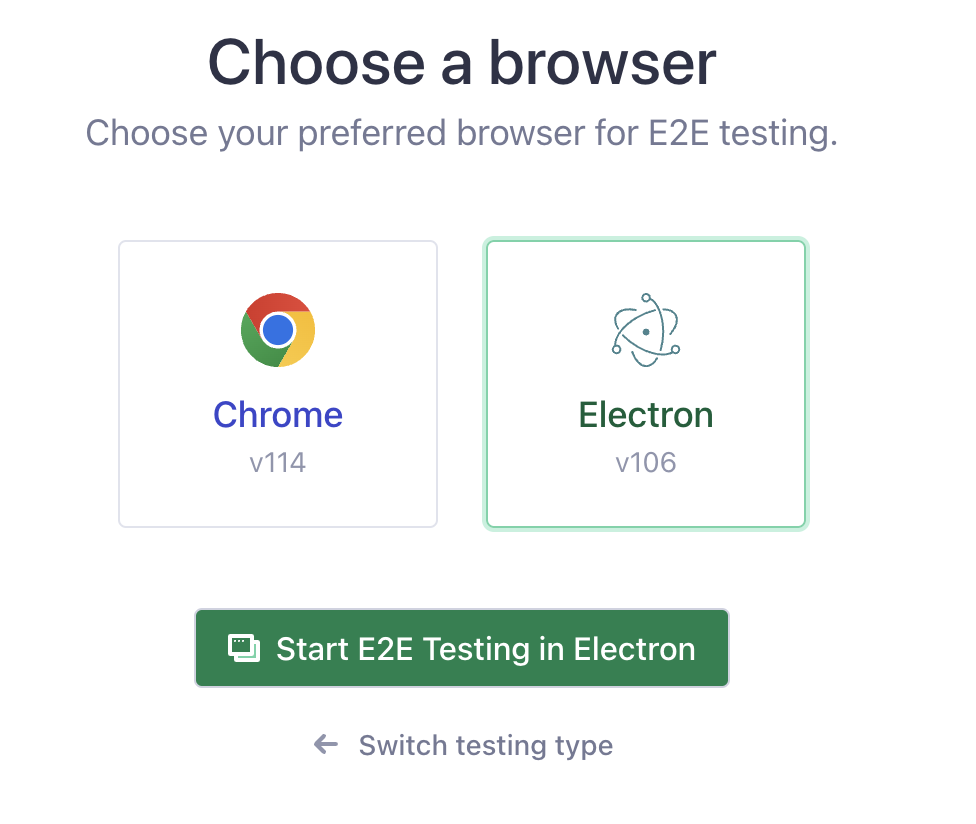 Choose a browser
Choose your preferred browser for E2E testing.
Chrome
v114
Electron
v106
Start E2E Testing in Electron
Switch testing type